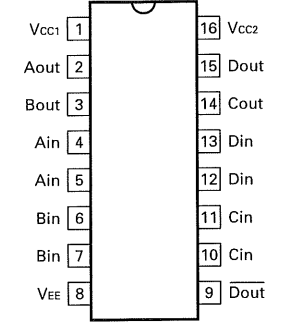 VCC1 1 16 VCC2
Aout 2 15 Dout
Bout 3 14 Cout
Ain 4 13 Din
Ain 5 12 Din
Bin 6 11 Cin
Bin 7 10 Cin
VEE 8 9 D̅o̅u̅t̅